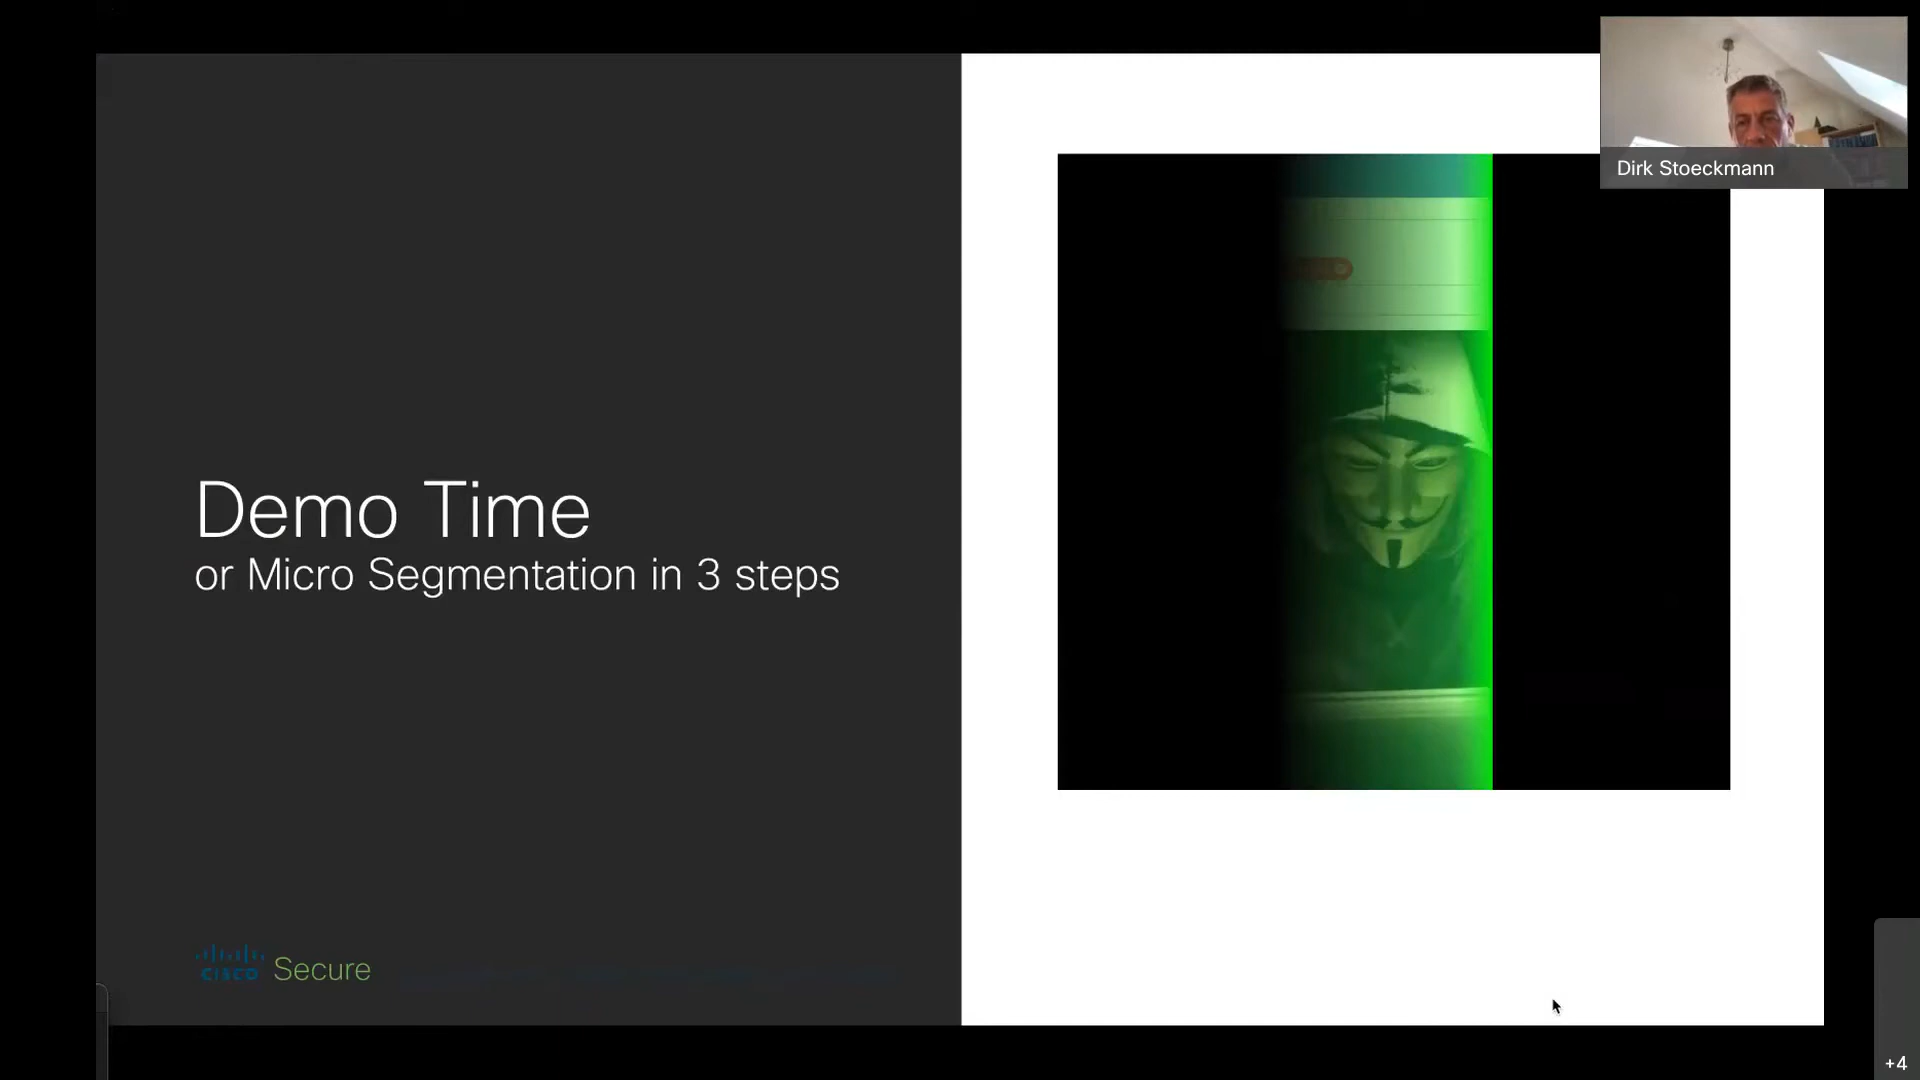 Dirk Stoeckmann
Demo Time
or Micro Segmentation in 3 steps
CISCO Secure
+4